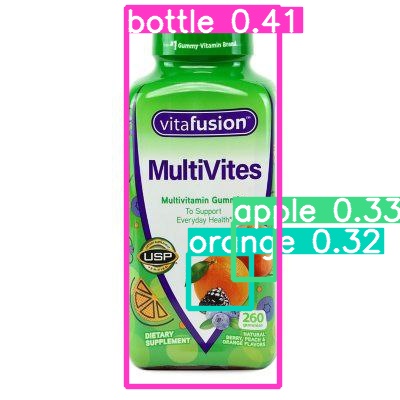 bottle 0.41
#1 Gummy Vitamin Brand
vitafusion
MultiVites
Multivitamin
To Support
Everyday Health*
apple 0.33
orange 0.32
USP
260
DIETARY
SUPPLEMENT
NATURAL
BERRY, PEACH &
ORANGE FLAVORS